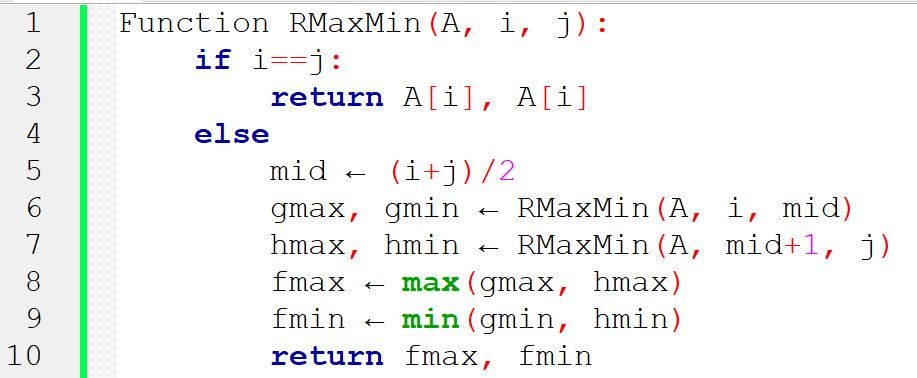 1 Function RMaxMin(A, i, j):
2 if i==j:
3 return A[i], A[i]
4 else
5 mid ← (i+j)/2
6 gmax, gmin ← RMaxMin(A, i, mid)
7 hmax, hmin ← RMaxMin(A, mid+1, j)
8 fmax ← max(gmax, hmax)
9 fmin ← min(gmin, hmin)
10 return fmax, fmin